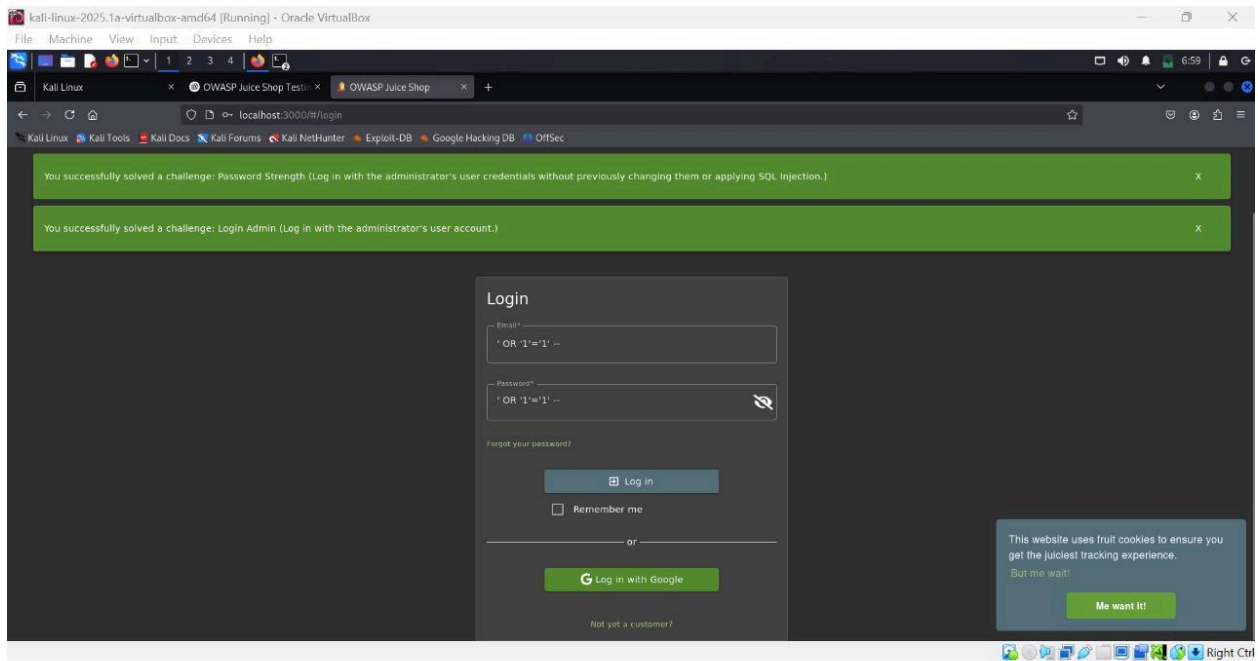 kali-linux-2025.1a-virtualbox-amd64 [Running] - Oracle VirtualBox
File Machine View Input Devices Help
1 2 3 4 6:59
Kali Linux × OWASP Juice Shop Testin × OWASP Juice Shop × +
localhost:3000/#/login
Kali Linux Kali Tools Kali Docs Kali Forums Kali NetHunter Exploit-DB Google Hacking DB OffSec
You successfully solved a challenge: Password Strength (Log in with the administrator's user credentials without previously changing them or applying SQL Injection.) X
You successfully solved a challenge: Login Admin (Log in with the administrator's user account.) X
Login
Email*
' OR '1'='1' --
Password*
' OR '1'='1' --
Forgot your password?
Log in
Remember me
or
G Log in with Google
Not yet a customer?
This website uses fruit cookies to ensure you
get the juiciest tracking experience.
But me wait!
Me want it!
Right Ctrl